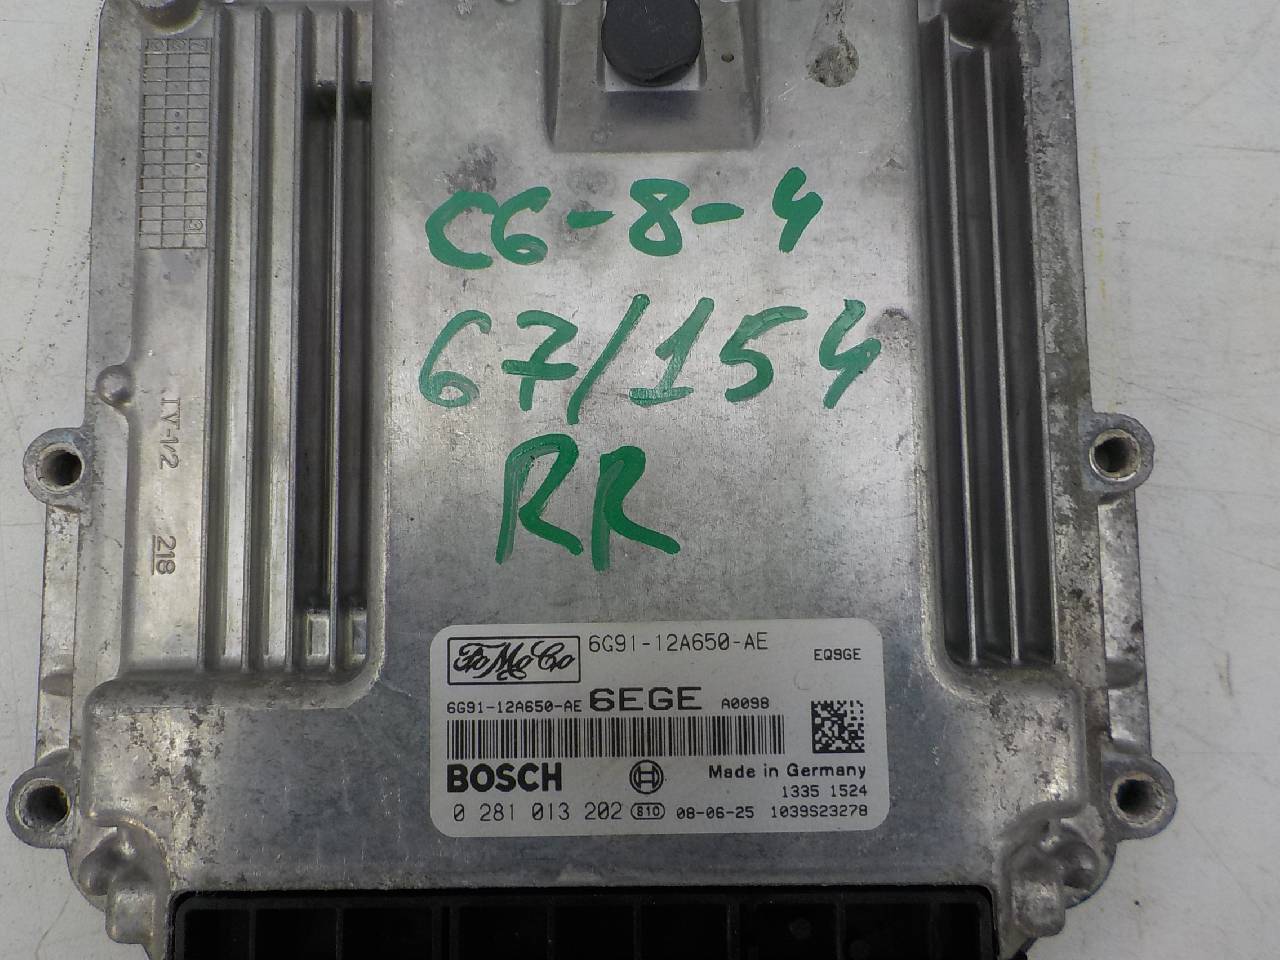 C6-8-4
67/154
RR
TV-1/2 218
FoMoCo 6G91-12A650-AE EQ9GE
6G91-12A650-AE 6EGE A0098
BOSCH Made in Germany
1335 1524
0 281 013 202 810 08-06-25 1039S23278